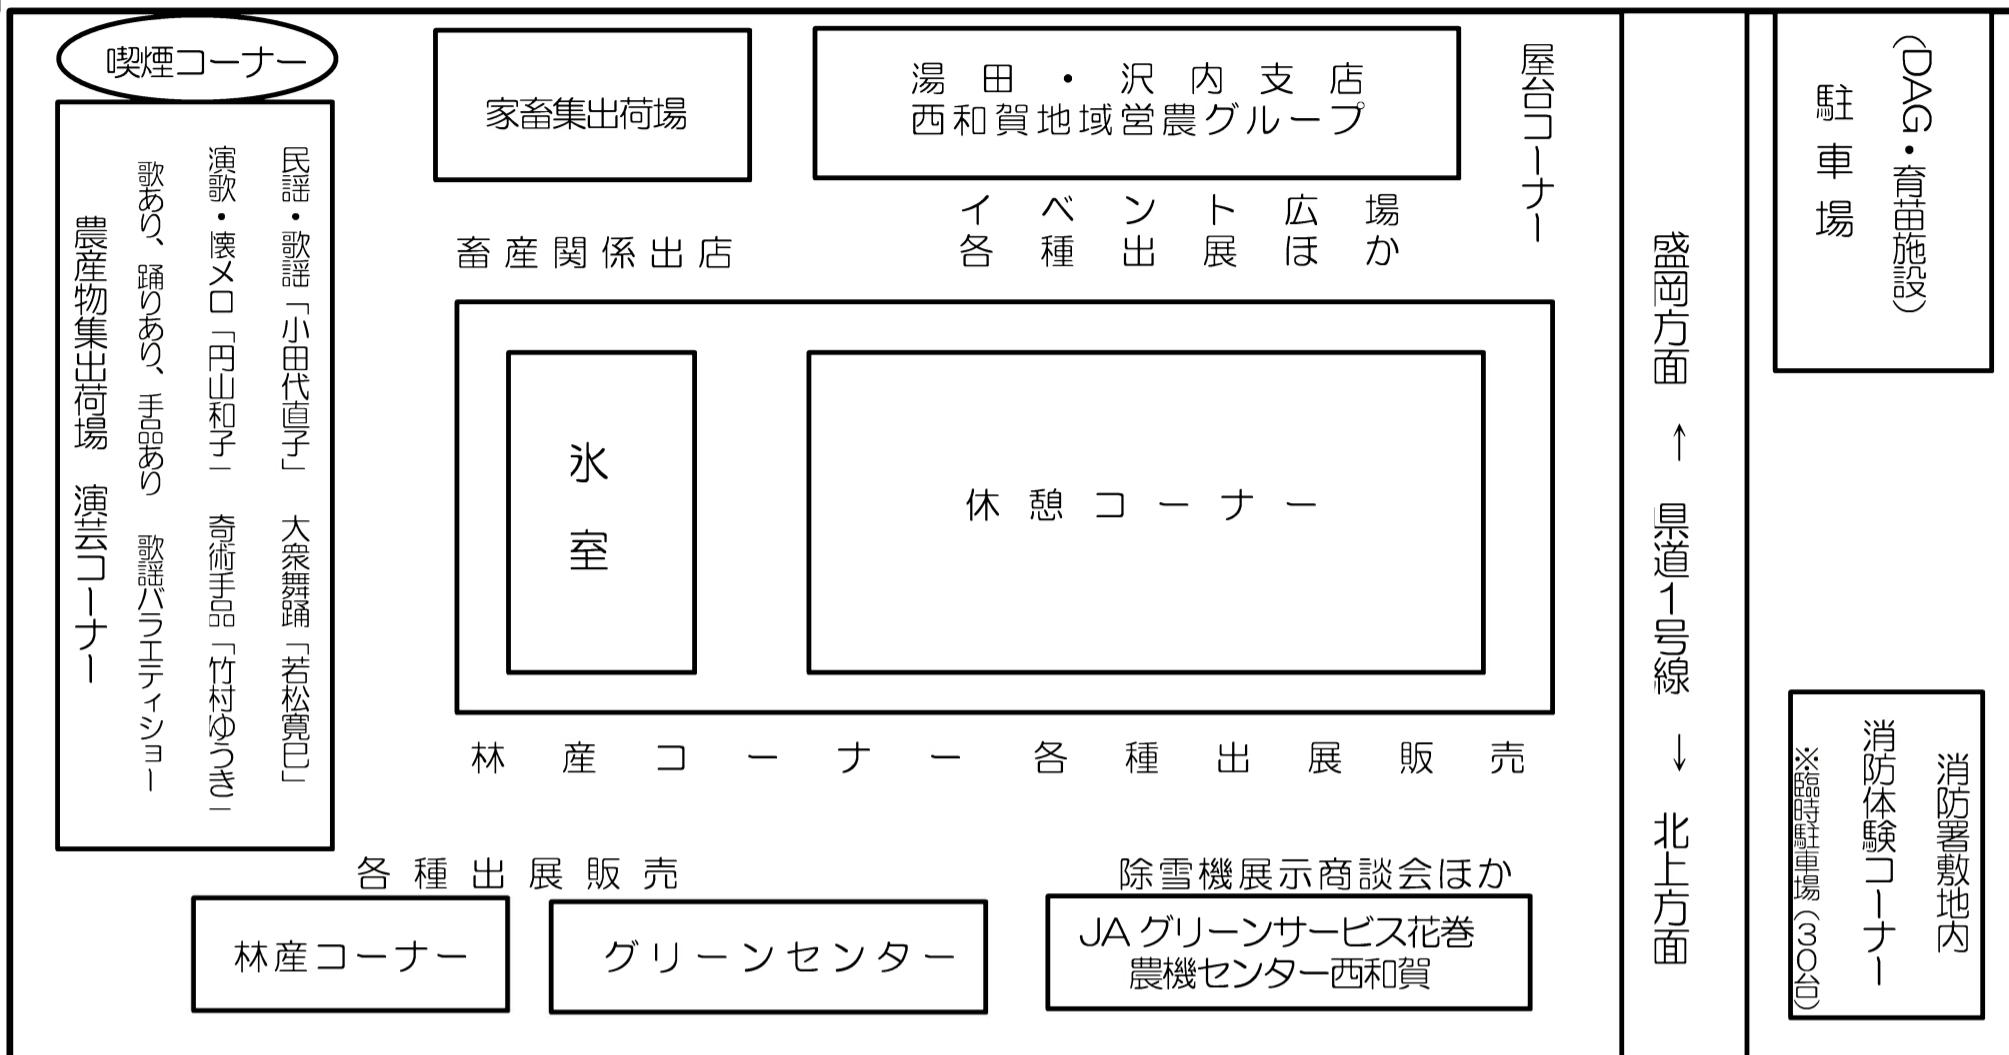 喫煙コーナー
民謡・歌謡「小田代直子」　大衆舞踊「若松寛巳」
演歌・懐メロ「円山和子」　奇術手品「竹村ゆうき」
歌あり、踊りあり、手品あり　歌謡バラエティショー
農産物集出荷場　演芸コーナー
家畜集出荷場
畜産関係出店
湯田・沢内支店
西和賀地域営農グループ
イベント広場
各種出展ほか
屋台コーナー
氷室
休憩コーナー
林産コーナー各種出展販売
各種出展販売
林産コーナー
グリーンセンター
除雪機展示商談会ほか
JAグリーンサービス花巻
農機センター西和賀
盛岡方面　↑　県道1号線　↓　北上方面
(DAG・育苗施設)
駐車場
消防署敷地内
消防体験コーナー
※臨時駐車場(30台)